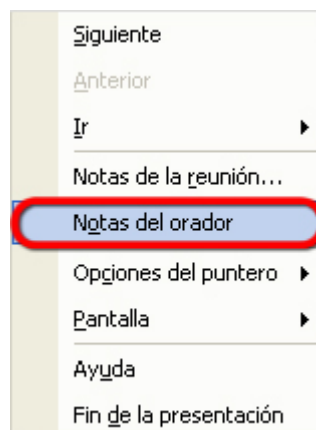 Siguiente
Anterior
Ir
Notas de la reunión...
Notas del orador
Opciones del puntero
Pantalla
Ayuda
Fin de la presentación